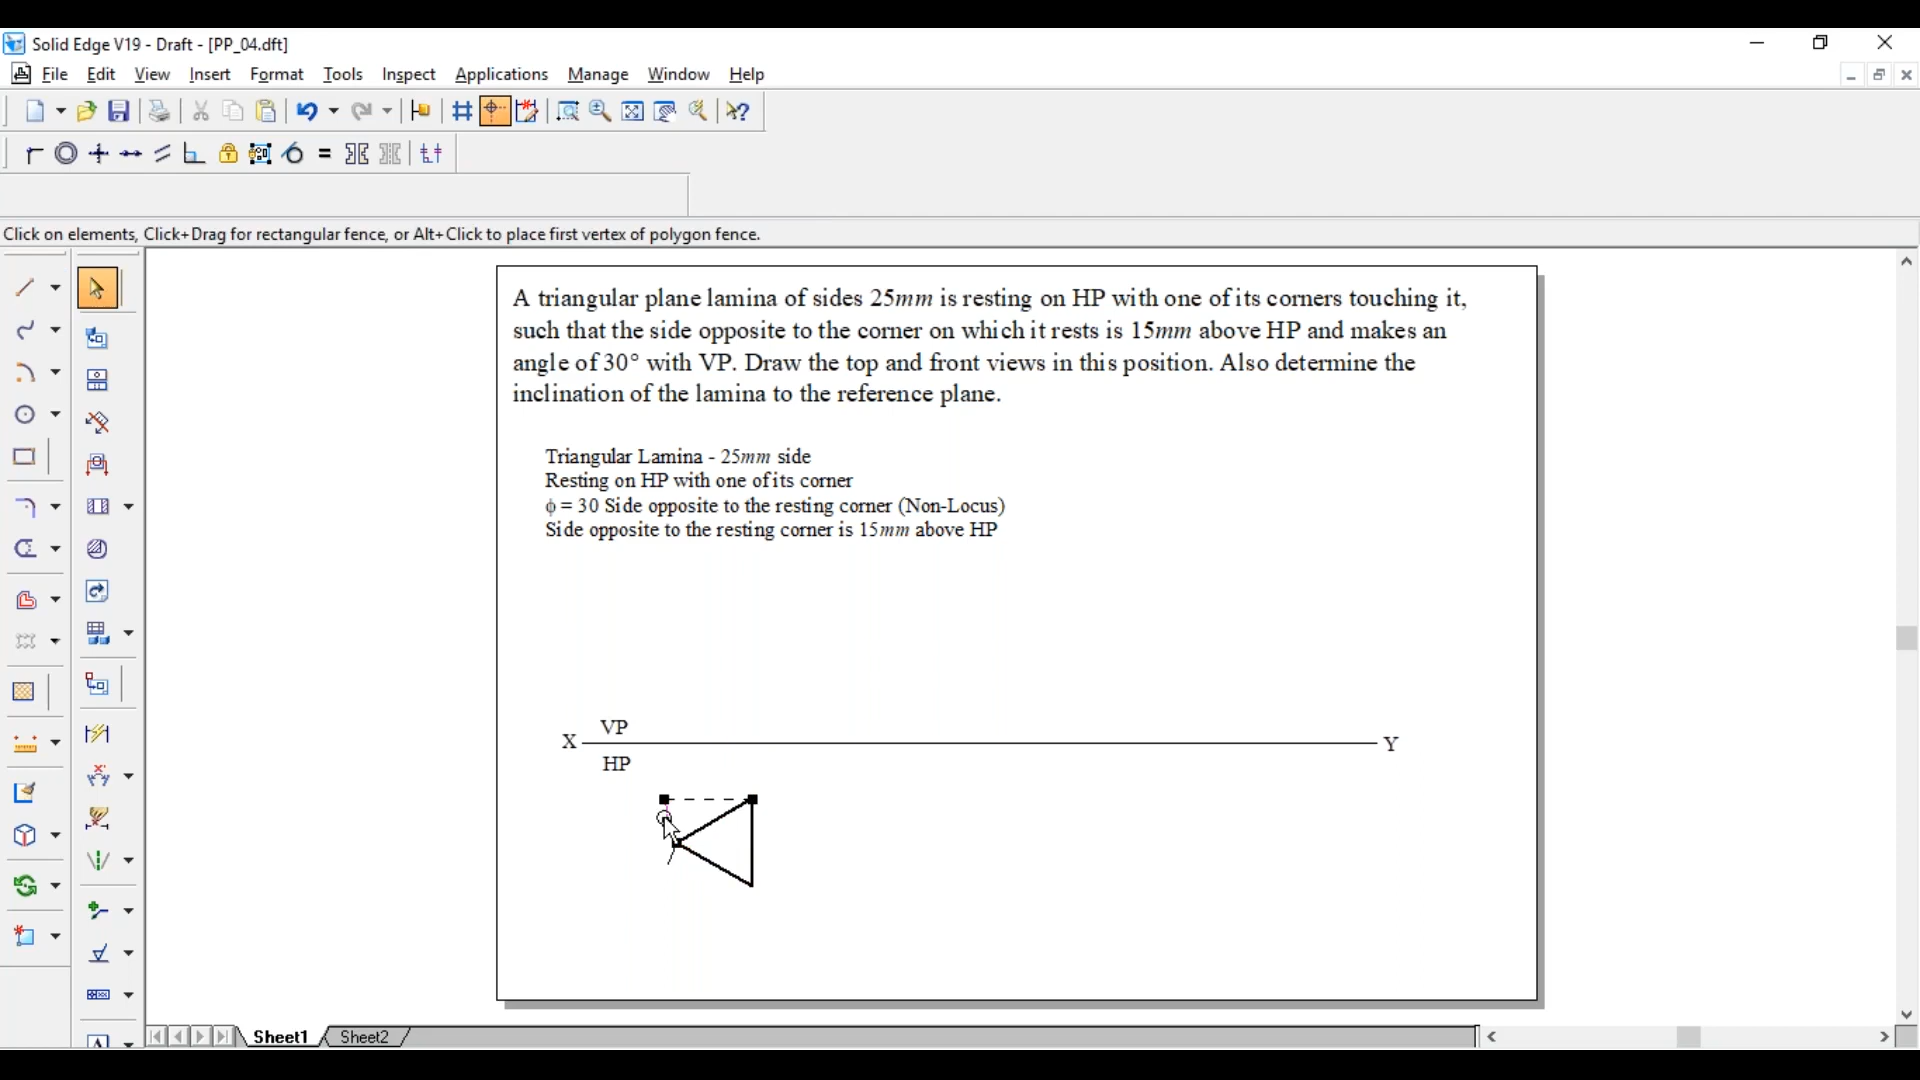 Solid Edge V19 - Draft - [PP_04.dft]
File Edit View Insert Format Tools Inspect Applications Manage Window Help
Click on elements, Click+Drag for rectangular fence, or Alt+Click to place first vertex of polygon fence.
A triangular plane lamina of sides 25mm is resting on HP with one of its corners touching it,
such that the side opposite to the corner on which it rests is 15mm above HP and makes an
angle of 30° with VP. Draw the top and front views in this position. Also determine the
inclination of the lamina to the reference plane.
Triangular Lamina - 25mm side
Resting on HP with one of its corner
ϕ = 30 Side opposite to the resting corner (Non-Locus)
Side opposite to the resting corner is 15mm above HP
VP
X Y
HP
Sheet1 Sheet2